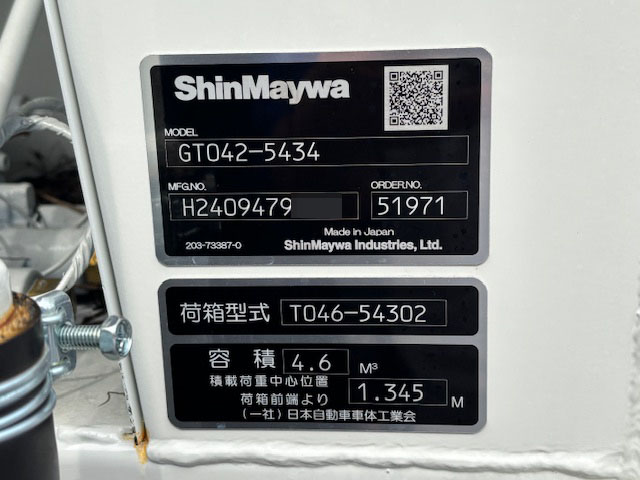 ShinMaywa
MODEL
GT042-5434
MFG.NO. ORDER.NO.
H2409479 51971
Made in Japan
203-73387-0 ShinMaywa Industries, Ltd.
荷箱型式 T046-54302
容積 4.6 M³
積載荷重中心位置
荷箱前端より 1.345 M
(一社)日本自動車車体工業会